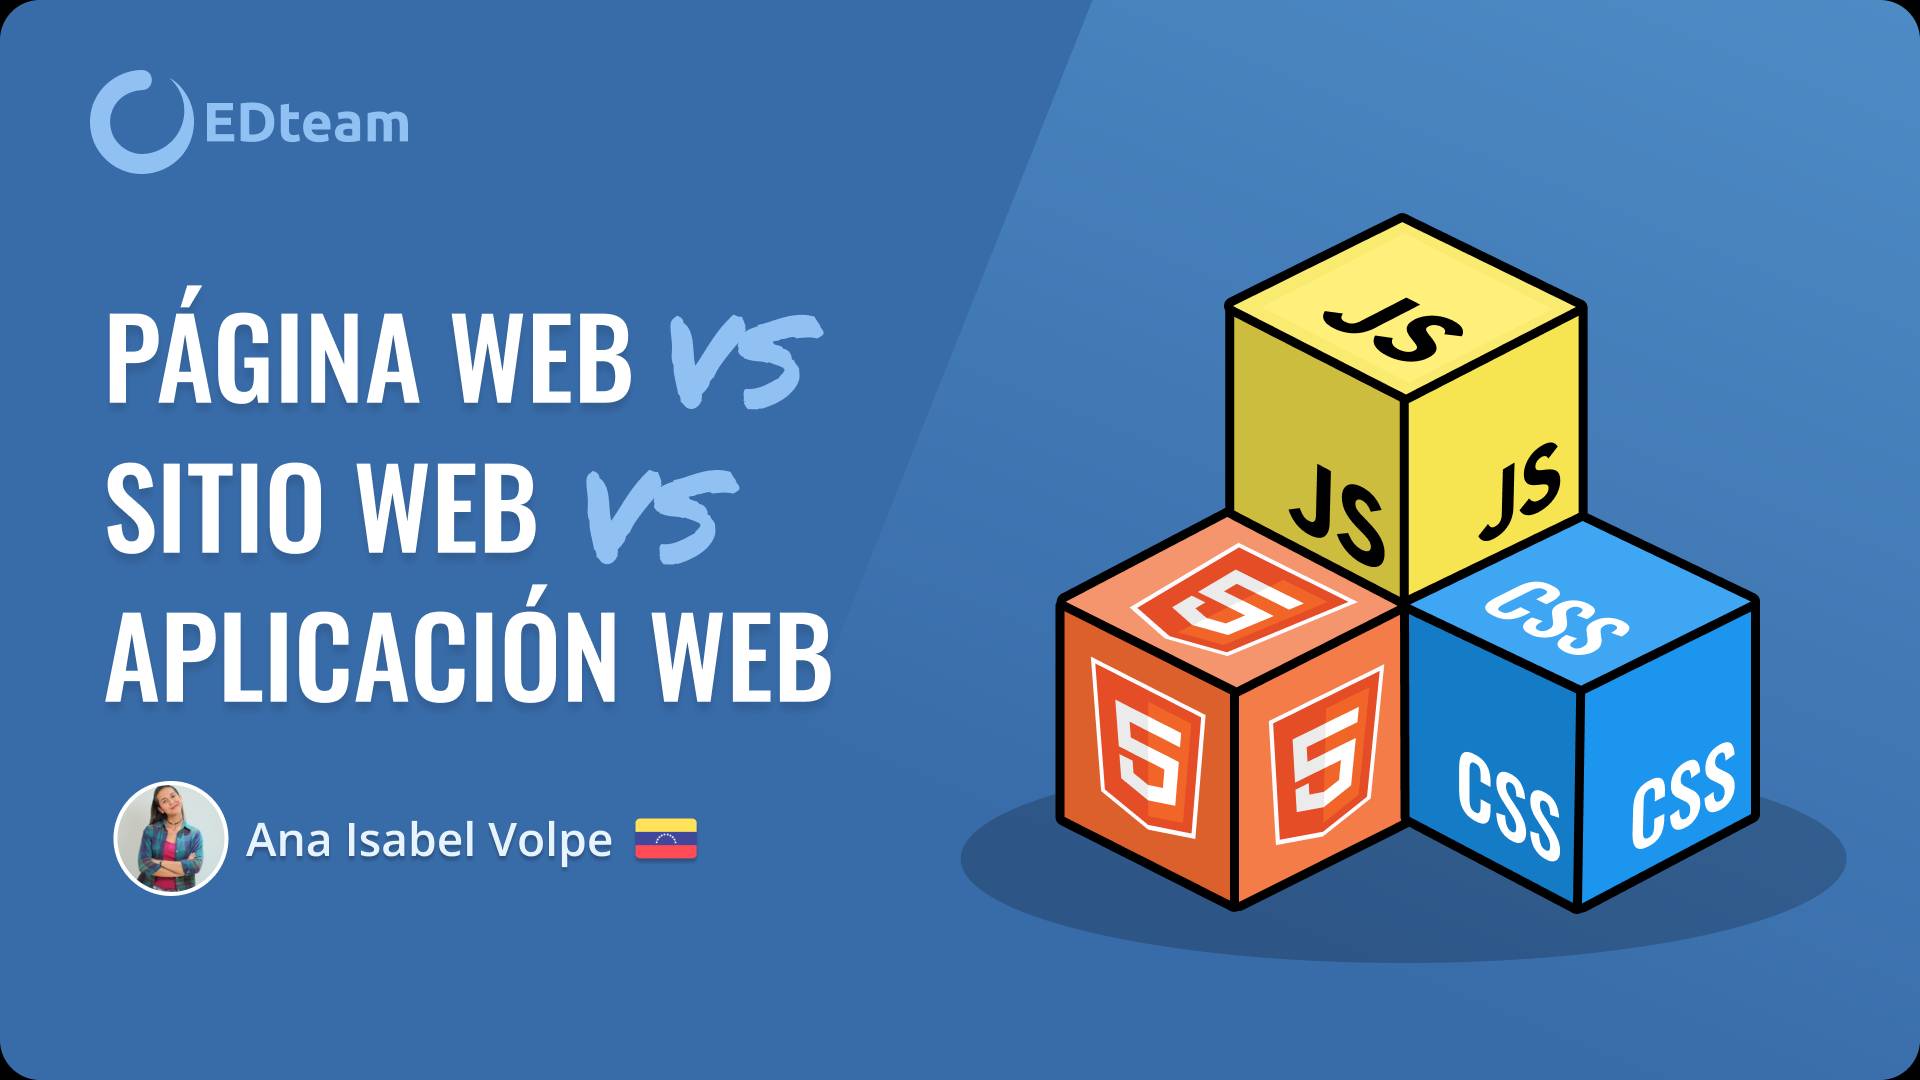 EDteam
PÁGINA WEB vs
SITIO WEB vs
APLICACIÓN WEB
Ana Isabel Volpe
JS
JS JS
5
5 5
CSS
CSS CSS